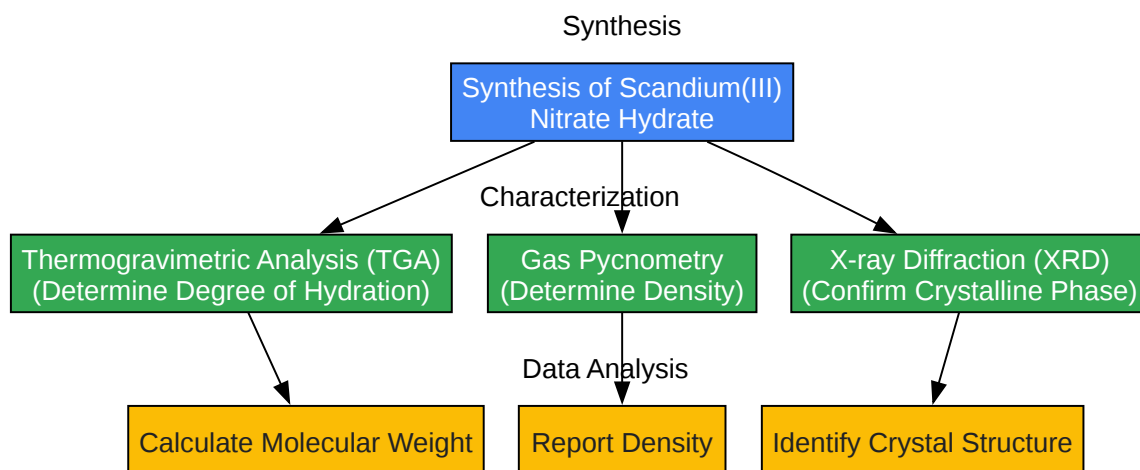 Synthesis
Synthesis of Scandium(III)
Nitrate Hydrate
Characterization
Thermogravimetric Analysis (TGA)
(Determine Degree of Hydration)
Gas Pycnometry
(Determine Density)
X-ray Diffraction (XRD)
(Confirm Crystalline Phase)
Data Analysis
Calculate Molecular Weight
Report Density
Identify Crystal Structure